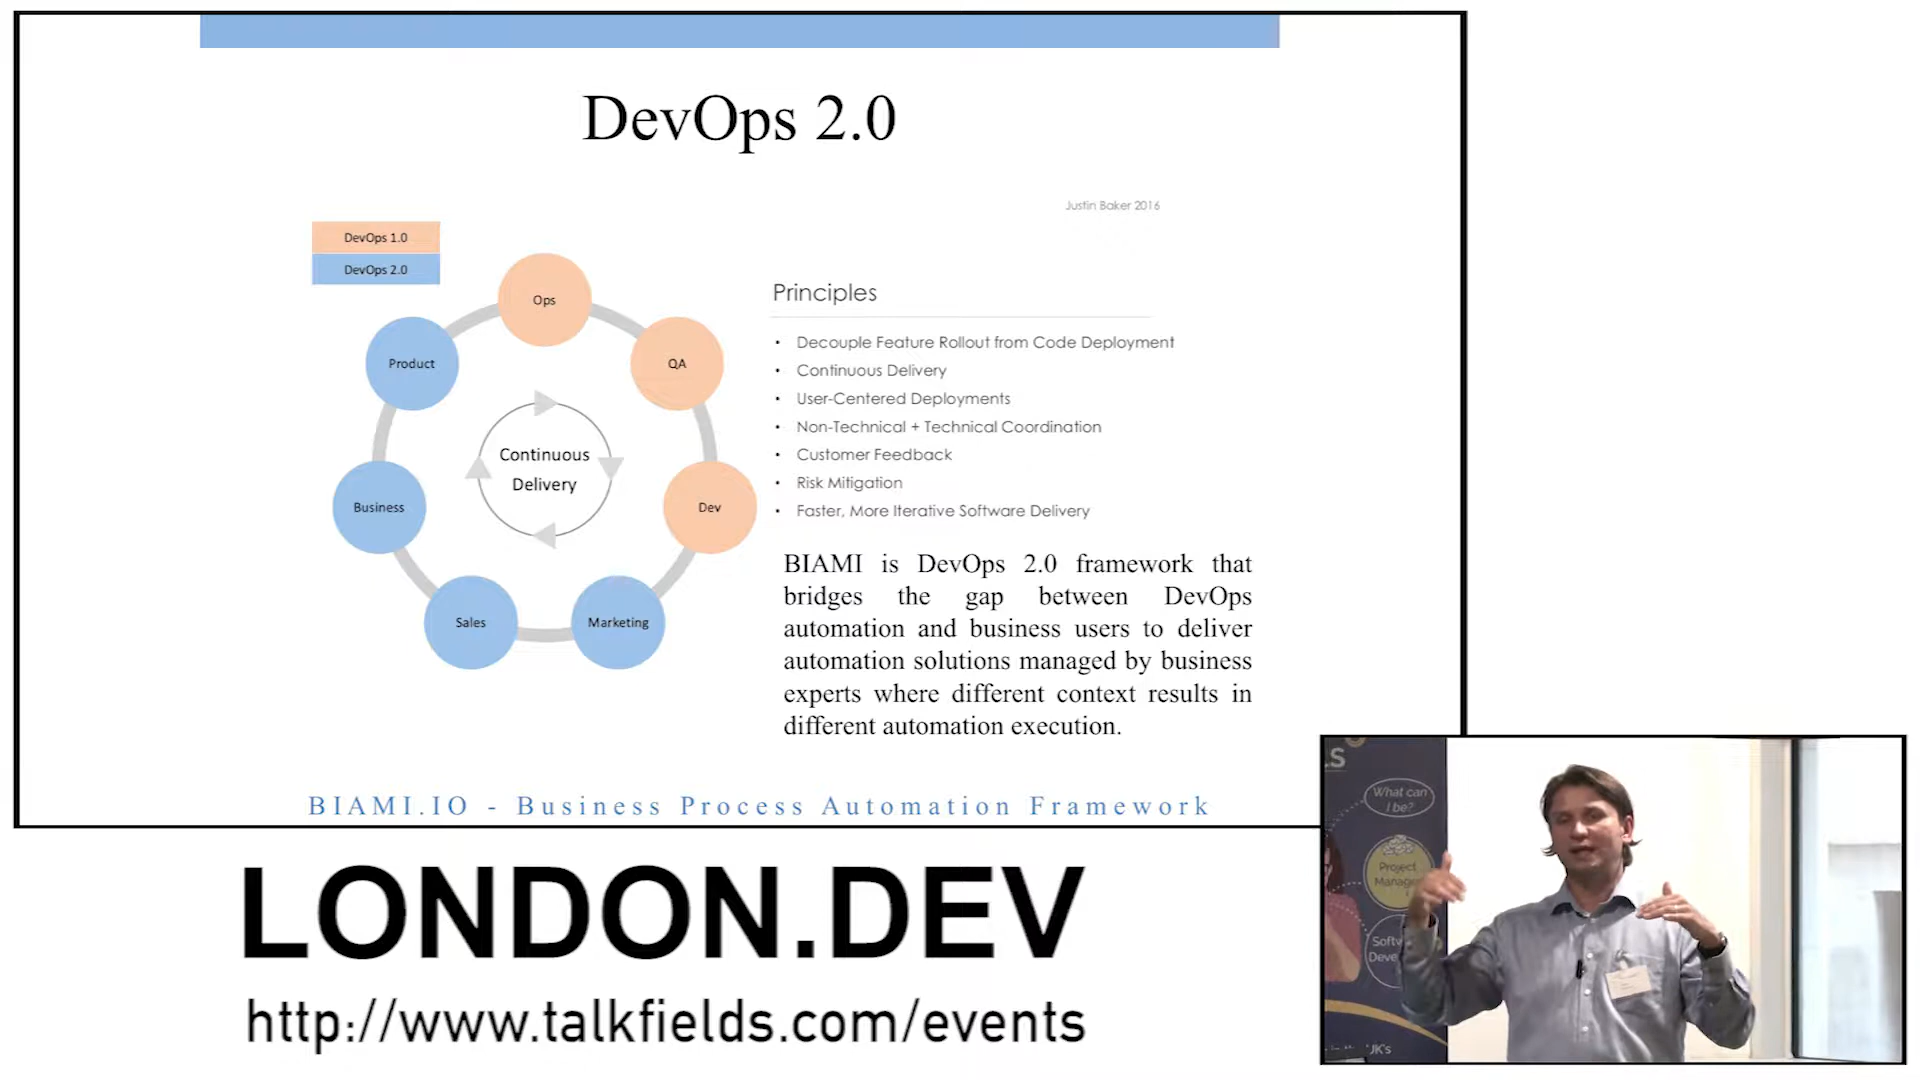 DevOps 2.0
Justin Baker 2016
DevOps 1.0
DevOps 2.0
Ops
QA
Dev
Marketing
Sales
Business
Product
Continuous
Delivery
Principles
• Decouple Feature Rollout from Code Deployment
• Continuous Delivery
• User-Centered Deployments
• Non-Technical + Technical Coordination
• Customer Feedback
• Risk Mitigation
• Faster, More Iterative Software Delivery
BIAMI is DevOps 2.0 framework that
bridges the gap between DevOps
automation and business users to deliver
automation solutions managed by business
experts where different context results in
different automation execution.
BIAMI.IO - Business Process Automation Framework
LONDON.DEV
http://www.talkfields.com/events
What can
I be?
Project